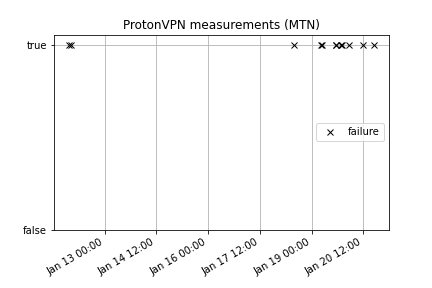 ProtonVPN measurements (MTN)
true
failure
false
Jan 13 00:00
Jan 14 12:00
Jan 16 00:00
Jan 17 12:00
Jan 19 00:00
Jan 20 12:00